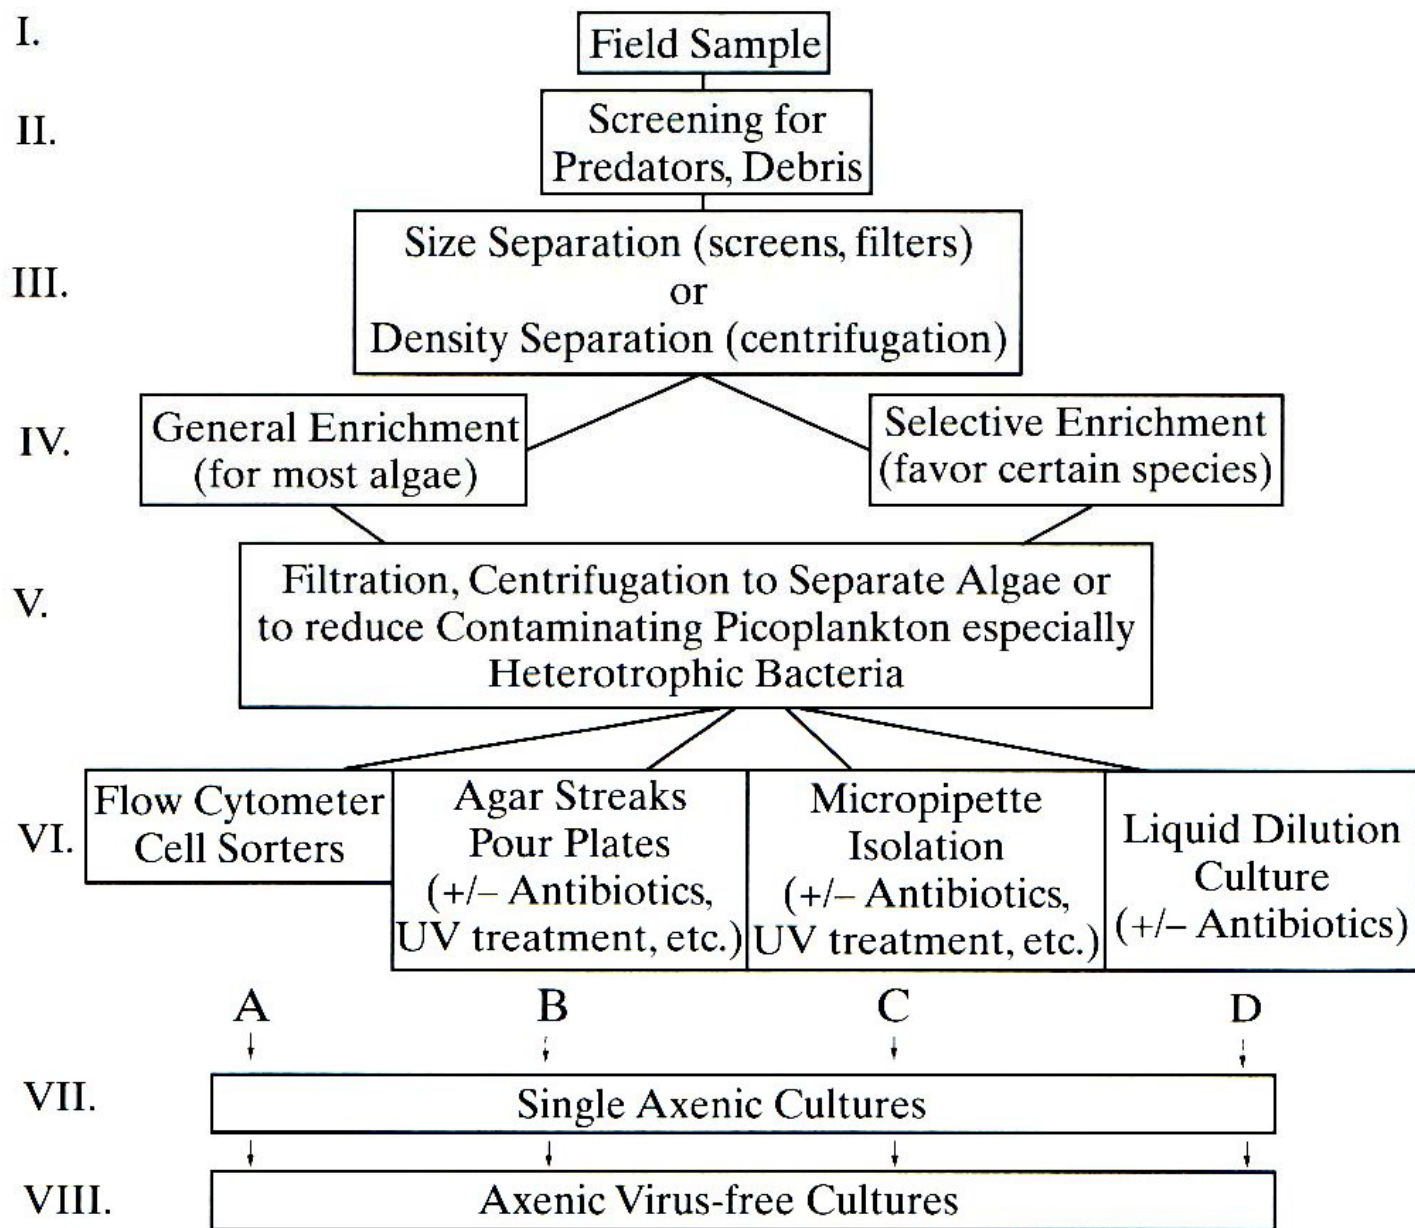 I.
Field Sample
II.
Screening for
Predators, Debris
III.
Size Separation (screens, filters)
or
Density Separation (centrifugation)
IV.
General Enrichment
(for most algae)
Selective Enrichment
(favor certain species)
V.
Filtration, Centrifugation to Separate Algae or
to reduce Contaminating Picoplankton especially
Heterotrophic Bacteria
VI.
Flow Cytometer
Cell Sorters
Agar Streaks
Pour Plates
(+/– Antibiotics,
UV treatment, etc.)
Micropipette
Isolation
(+/– Antibiotics,
UV treatment, etc.)
Liquid Dilution
Culture
(+/– Antibiotics)
A
B
C
D
VII.
Single Axenic Cultures
VIII.
Axenic Virus-free Cultures